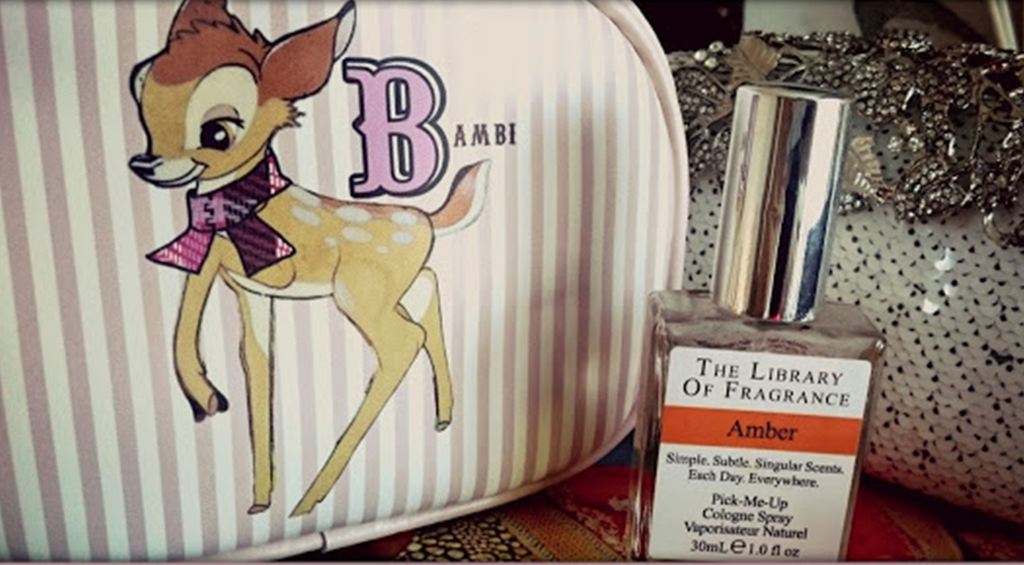 BAMBI
THE LIBRARY
OF FRAGRANCE
Amber
Simple. Subtle. Singular Scents.
Each Day. Everywhere.
Pick-Me-Up
Cologne Spray
Vaporisateur Naturel
30mL ℮ 1.0 fl oz